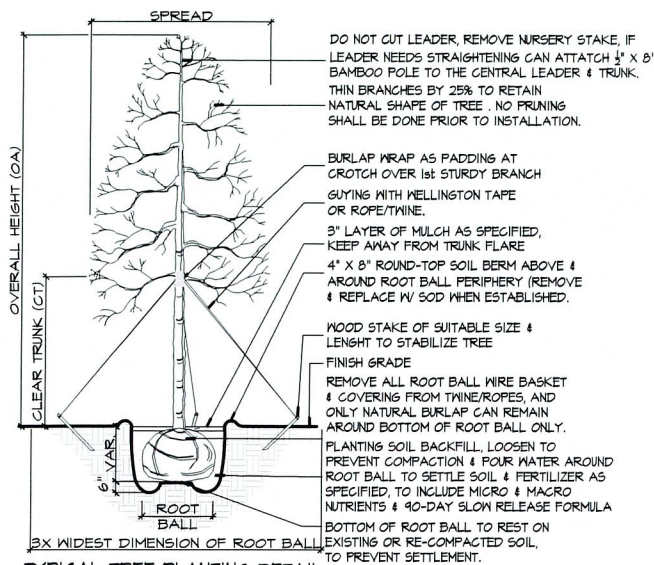 SPREAD
DO NOT CUT LEADER, REMOVE NURSERY STAKE, IF
LEADER NEEDS STRAIGHTENING CAN ATTATCH ½" X 8'
BAMBOO POLE TO THE CENTRAL LEADER & TRUNK.
THIN BRANCHES BY 25% TO RETAIN
NATURAL SHAPE OF TREE . NO PRUNING
SHALL BE DONE PRIOR TO INSTALLATION.
BURLAP WRAP AS PADDING AT
CROTCH OVER 1st STURDY BRANCH
GUYING WITH WELLINGTON TAPE
OR ROPE/TWINE.
3" LAYER OF MULCH AS SPECIFIED,
KEEP AWAY FROM TRUNK FLARE
4" X 8" ROUND-TOP SOIL BERM ABOVE &
AROUND ROOT BALL PERIPHERY (REMOVE
& REPLACE W/ SOD WHEN ESTABLISHED.
WOOD STAKE OF SUITABLE SIZE &
LENGHT TO STABILIZE TREE
FINISH GRADE
REMOVE ALL ROOT BALL WIRE BASKET
& COVERING FROM TWINE/ROPES, AND
ONLY NATURAL BURLAP CAN REMAIN
AROUND BOTTOM OF ROOT BALL ONLY.
PLANTING SOIL BACKFILL, LOOSEN TO
PREVENT COMPACTION & POUR WATER AROUND
ROOT BALL TO SETTLE SOIL & FERTILIZER AS
SPECIFIED, TO INCLUDE MICRO & MACRO
NUTRIENTS & 90-DAY SLOW RELEASE FORMULA
BOTTOM OF ROOT BALL TO REST ON
EXISTING OR RE-COMPACTED SOIL,
TO PREVENT SETTLEMENT.
OVERALL HEIGHT (OA)
CLEAR TRUNK (CT)
6" VAR.
ROOT
BALL
3X WIDEST DIMENSION OF ROOT BALL
TYPICAL TREE PLANTING DETAIL